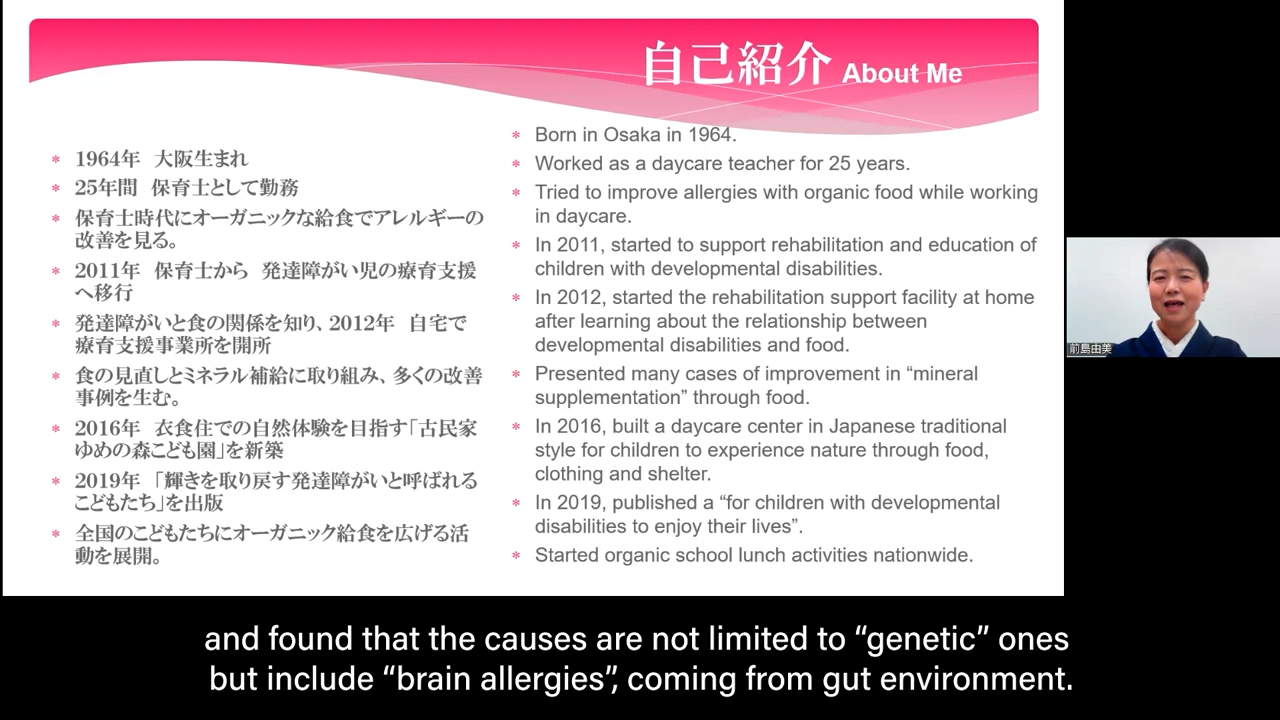 自己紹介 About Me
* 1964年 大阪生まれ
* 25年間 保育士として勤務
* 保育士時代にオーガニックな給食でアレルギーの
改善を見る。
* 2011年 保育士から 発達障がい児の療育支援
へ移行
* 発達障がいと食の関係を知り、2012年 自宅で
療育支援事業所を開所
* 食の見直しとミネラル補給に取り組み、多くの改善
事例を生む。
* 2016年 衣食住での自然体験を目指す「古民家
ゆめの森こども園」を新築
* 2019年 「輝きを取り戻す発達障がいと呼ばれる
こどもたち」を出版
* 全国のこどもたちにオーガニック給食を広げる活
動を展開。
* Born in Osaka in 1964.
* Worked as a daycare teacher for 25 years.
* Tried to improve allergies with organic food while working
in daycare.
* In 2011, started to support rehabilitation and education of
children with developmental disabilities.
* In 2012, started the rehabilitation support facility at home
after learning about the relationship between
developmental disabilities and food.
* Presented many cases of improvement in “mineral
supplementation” through food.
* In 2016, built a daycare center in Japanese traditional
style for children to experience nature through food,
clothing and shelter.
* In 2019, published a “for children with developmental
disabilities to enjoy their lives”.
* Started organic school lunch activities nationwide.
前島由美
and found that the causes are not limited to “genetic” ones
but include “brain allergies”, coming from gut environment.